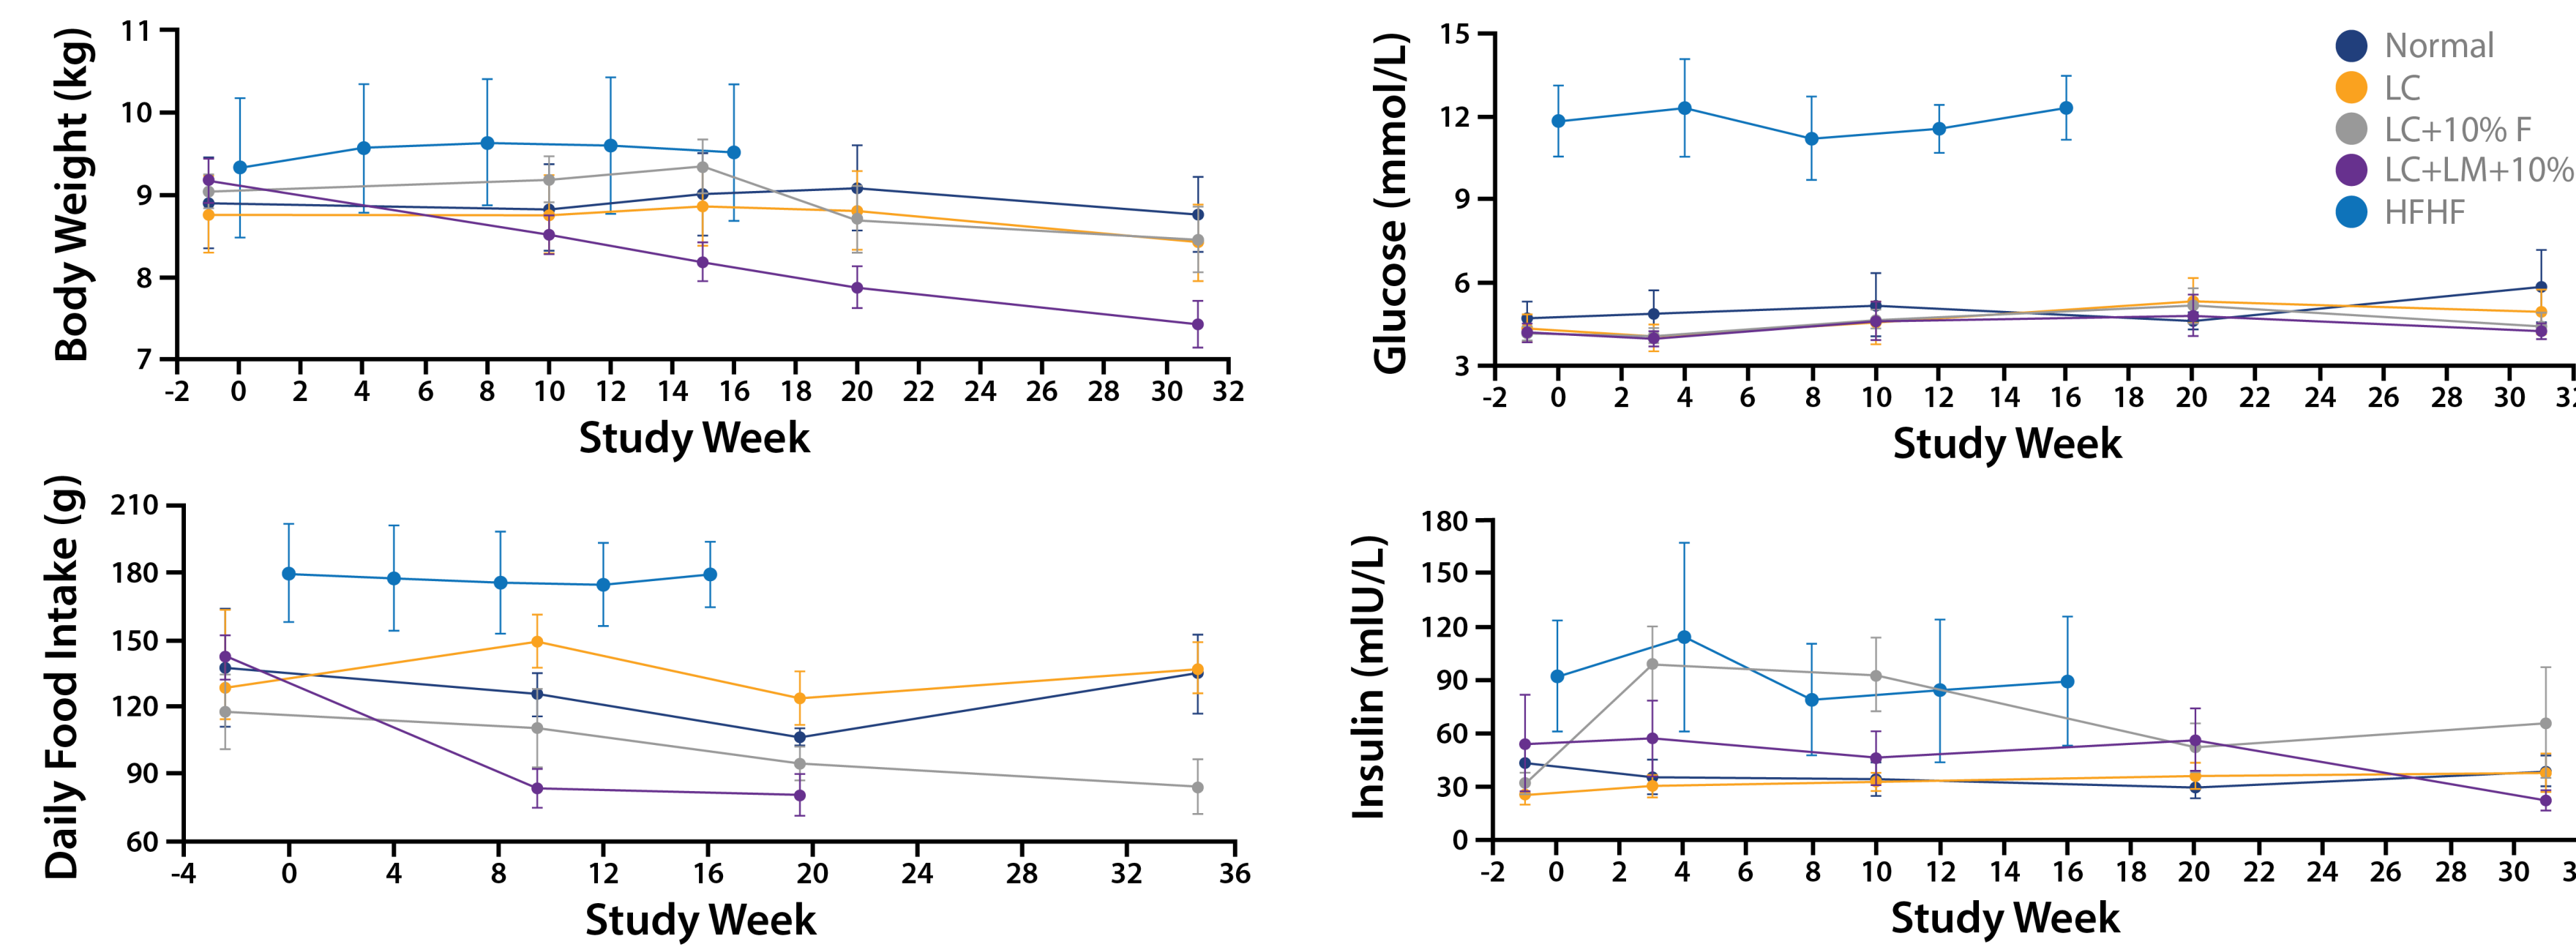 Body Weight (kg)
11
10
9
8
7
-2 0 2 4 6 8 10 12 14 16 18 20 22 24 26 28 30 32
Study Week
Glucose (mmol/L)
15
12
9
6
3
-2 0 2 4 6 8 10 12 14 16 18 20 22 24 26 28 30
Study Week
Normal
LC
LC+10% F
LC+LM+10%
HFHF
Daily Food Intake (g)
210
180
150
120
90
60
-4 0 4 8 12 16 20 24 28 32 36
Study Week
Insulin (mIU/L)
180
150
120
90
60
30
0
-2 0 2 4 6 8 10 12 14 16 18 20 22 24 26 28 30
Study Week